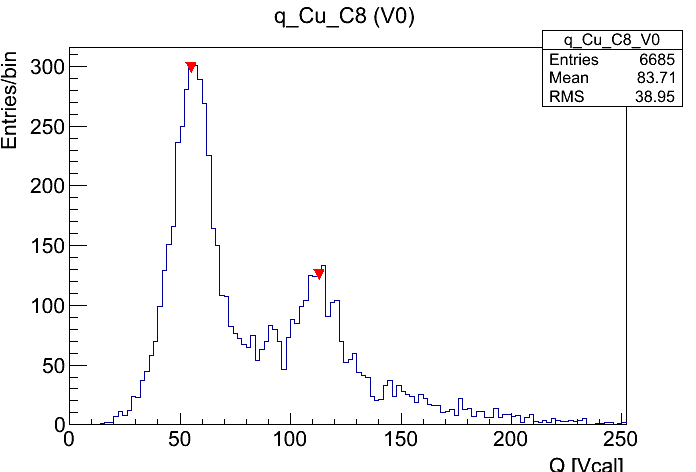 q_Cu_C8 (V0)
q_Cu_C8_V0
Entries 6685
Mean 83.71
RMS 38.95
Entries/bin
300
250
200
150
100
50
0
0 50 100 150 200 250
Q [Vcal]